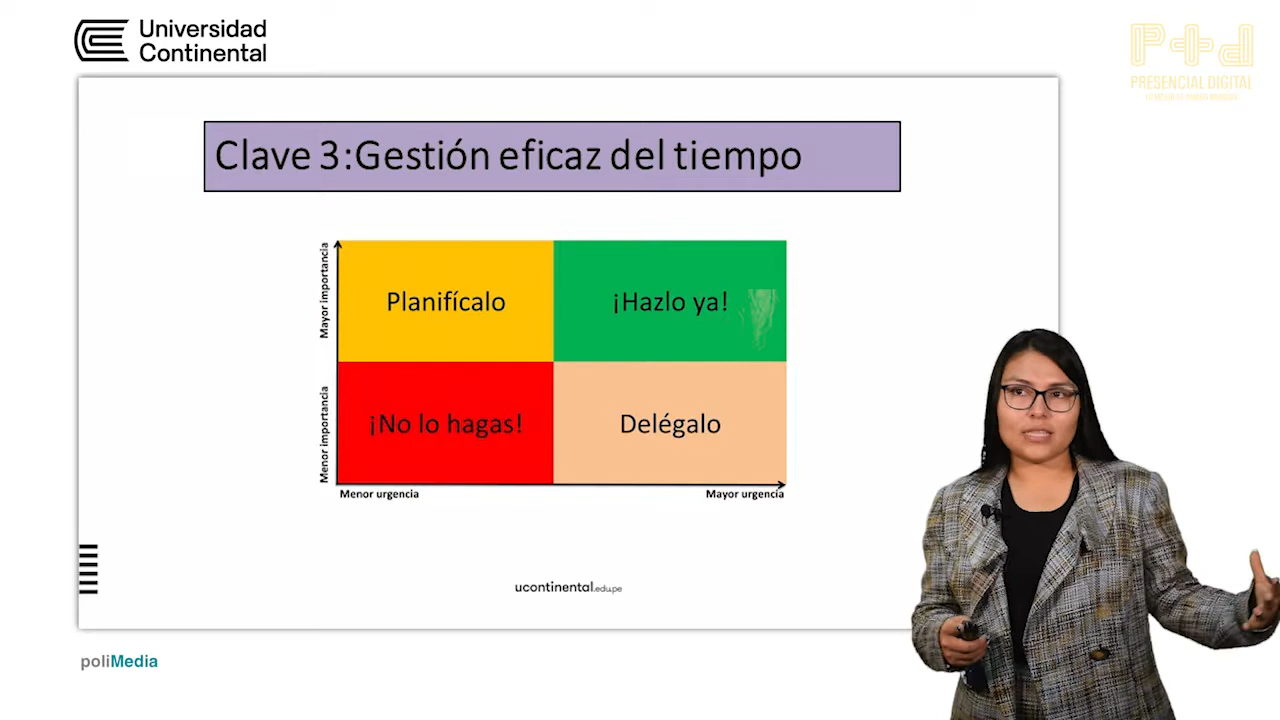 Universidad
Continental
P+d
PRESENCIAL DIGITAL
Clave 3:Gestión eficaz del tiempo
Mayor importancia
Planifícalo
¡Hazlo ya!
Menor importancia
¡No lo hagas!
Delégalo
Menor urgencia
Mayor urgencia
ucontinental.edu.pe
poliMedia